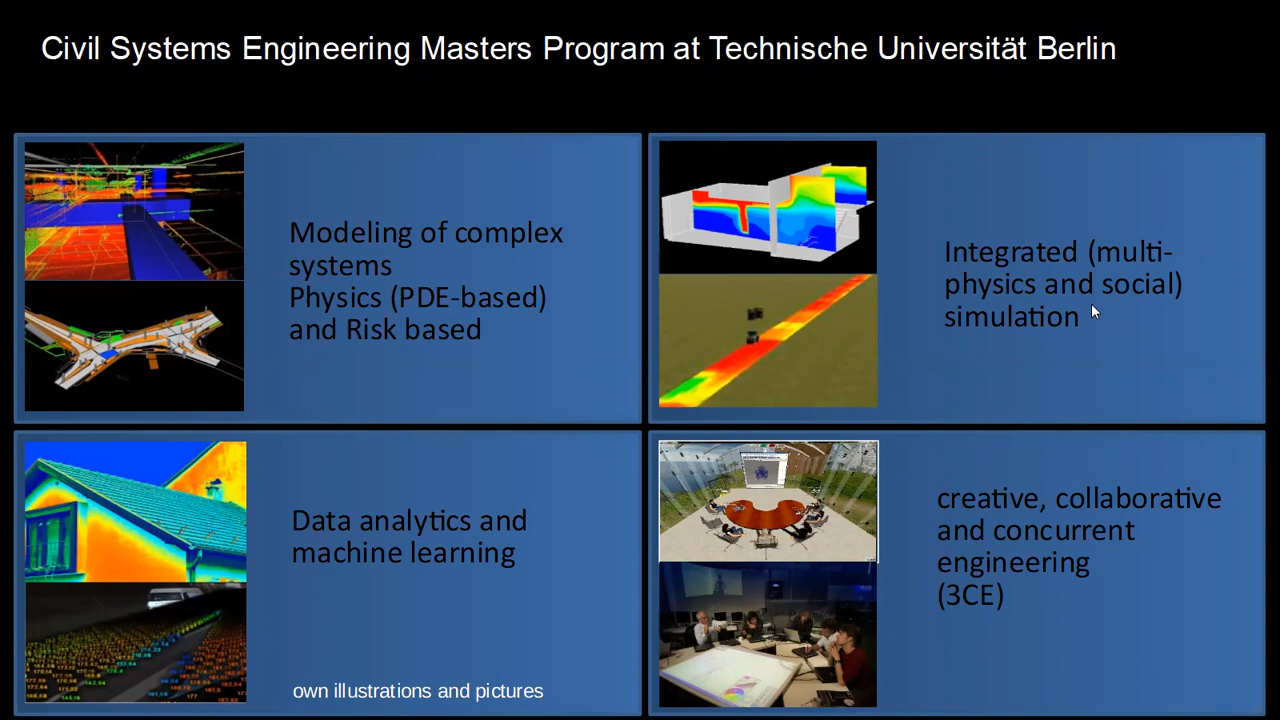 Civil Systems Engineering Masters Program at Technische Universität Berlin
Modeling of complex
systems
Physics (PDE-based)
and Risk based
Integrated (multi-
physics and social)
simulation
Data analytics and
machine learning
own illustrations and pictures
creative, collaborative
and concurrent
engineering
(3CE)